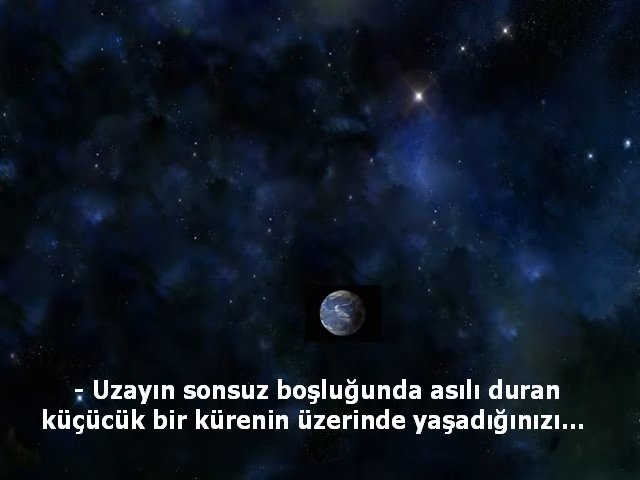 - Uzayın sonsuz boşluğunda asılı duran
küçücük bir kürenin üzerinde yaşadığınızı...